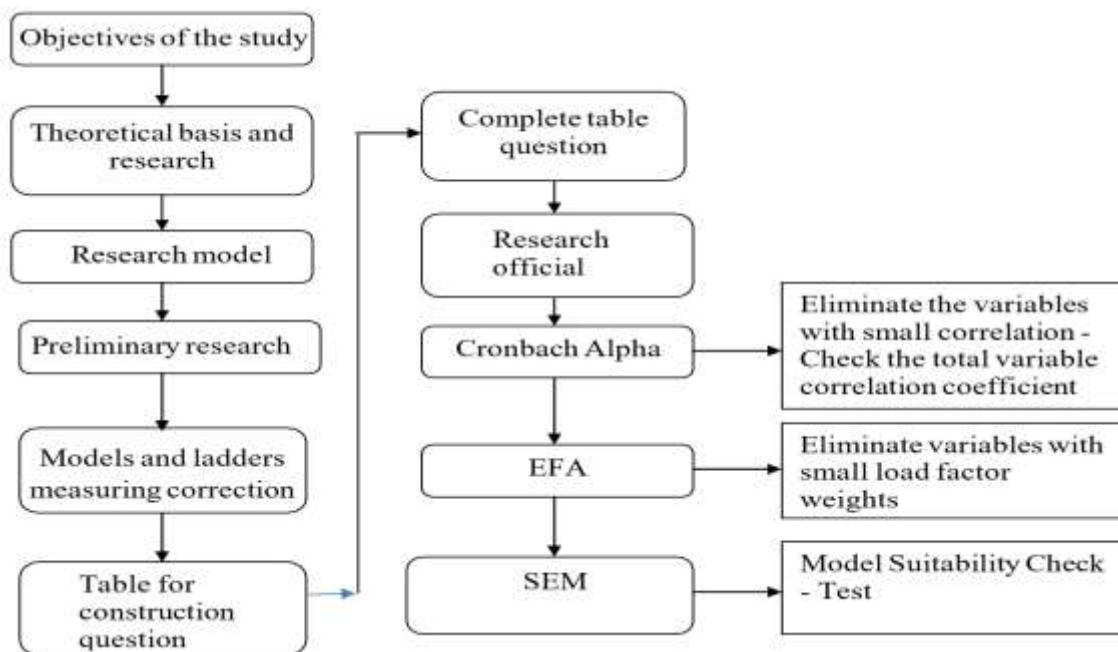 Objectives of the study
Theoretical basis and
research
Research model
Preliminary research
Models and ladders
measuring correction
Table for
construction
question
Complete table
question
Research
official
Cronbach Alpha
Eliminate the variables
with small correlation -
Check the total variable
correlation coefficient
EFA
Eliminate variables with
small load factor
weights
SEM
Model Suitability Check
- Test